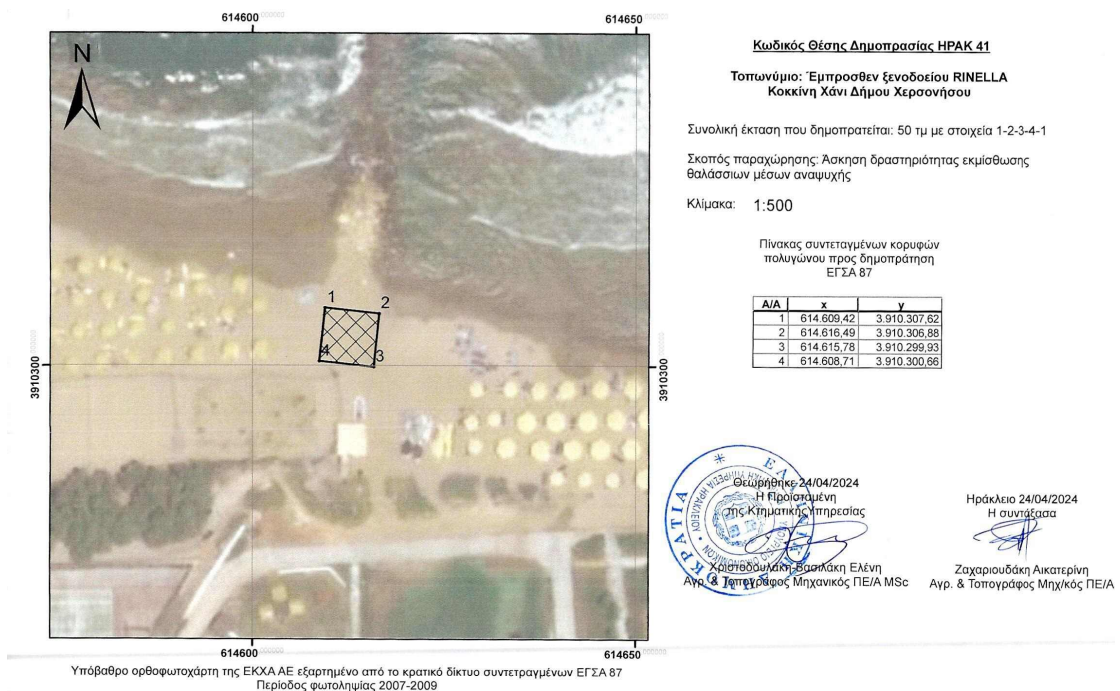 614600
614650
N
1
2
4
3
3910300
3910300
614600
614650
Υπόβαθρο ορθοφωτοχάρτη της ΕΚΧΑ ΑΕ εξαρτημένο από το κρατικό δίκτυο συντετραγμένων ΕΓΣΑ 87
Περίοδος φωτοληψίας 2007-2009
Κωδικός Θέσης Δημοπρασίας ΗΡΑΚ 41
Τοπωνύμιο: Έμπροσθεν ξενοδοείου RINELLA
Κοκκίνη Χάνι Δήμου Χερσονήσου
Συνολική έκταση που δημοπρατείται: 50 τμ με στοιχεία 1-2-3-4-1
Σκοπός παραχώρησης: Άσκηση δραστηριότητας εκμίσθωσης
θαλάσσιων μέσων αναψυχής
Κλίμακα: 1:500
Πίνακας συντεταγμένων κορυφών
πολυγώνου προς δημοπράτηση
ΕΓΣΑ 87
Α/Α x y
1 614.609,42 3.910.307,62
2 614.616,49 3.910.306,88
3 614.615,78 3.910.299,93
4 614.608,71 3.910.300,66
Θεωρήθηκε 24/04/2024
Η Προϊσταμένη
της Κτηματικής Υπηρεσίας
Χριστοδουλάκη-Βασιλάκη Ελένη
Αγρ. & Τοπογράφος Μηχανικός ΠΕ/Α MSc
ΕΛΛΗΝΙΚΗ ΔΗΜΟΚΡΑΤΙΑ
Ηράκλειο 24/04/2024
Η συντάξασα
Ζαχαριουδάκη Αικατερίνη
Αγρ. & Τοπογράφος Μηχ/κός ΠΕ/Α